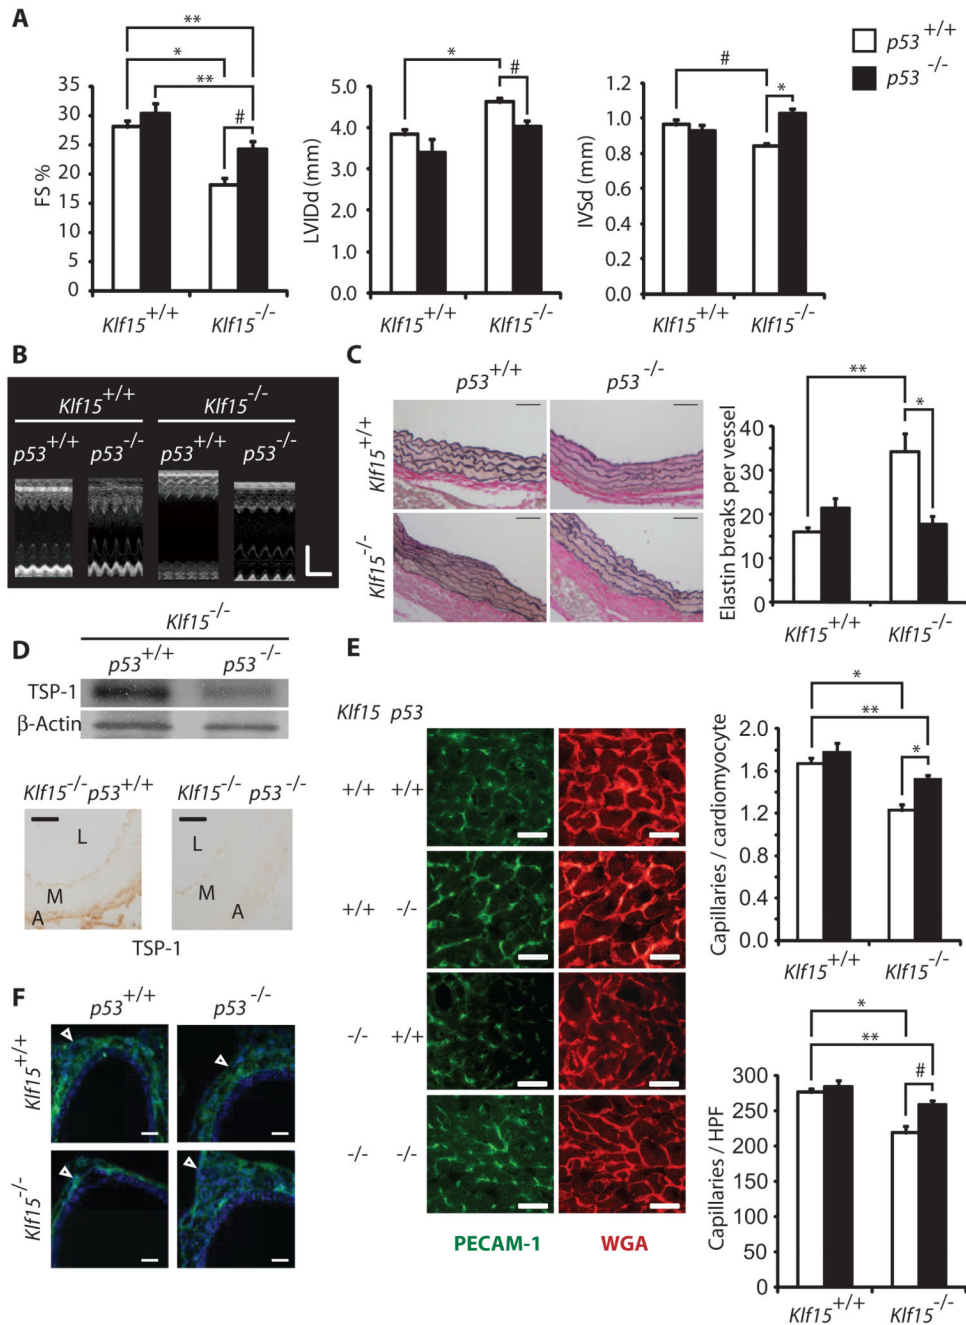 A
p53+/+
p53-/-
**
*
**
#
35
30
25
20
15
10
5
0
FS %
Klf15+/+ Klf15-/-
*
#
5.0
4.0
3.0
2.0
1.0
0.0
LVIDd (mm)
Klf15+/+ Klf15-/-
#
*
1.2
1.0
0.8
0.6
0.4
0.2
0.0
IVSd (mm)
Klf15+/+ Klf15-/-
B
Klf15+/+ Klf15-/-
p53+/+ p53-/- p53+/+ p53-/-
C
p53+/+ p53-/-
Klf15+/+
Klf15-/-
**
*
40
30
20
10
0
Elastin breaks per vessel
Klf15+/+ Klf15-/-
D
Klf15-/-
p53+/+ p53-/-
TSP-1
β-Actin
Klf15-/- p53+/+ Klf15-/- p53-/-
L
M
A
L
M
A
TSP-1
E
Klf15 p53
+/+ +/+
+/+ -/-
-/- +/+
-/- -/-
PECAM-1 WGA
*
**
*
2.0
1.6
1.2
0.8
0.4
0.0
Capillaries / cardiomyocyte
Klf15+/+ Klf15-/-
*
**
#
300
250
200
150
100
50
0
Capillaries / HPF
Klf15+/+ Klf15-/-
F
p53+/+ p53-/-
Klf15+/+
Klf15-/-